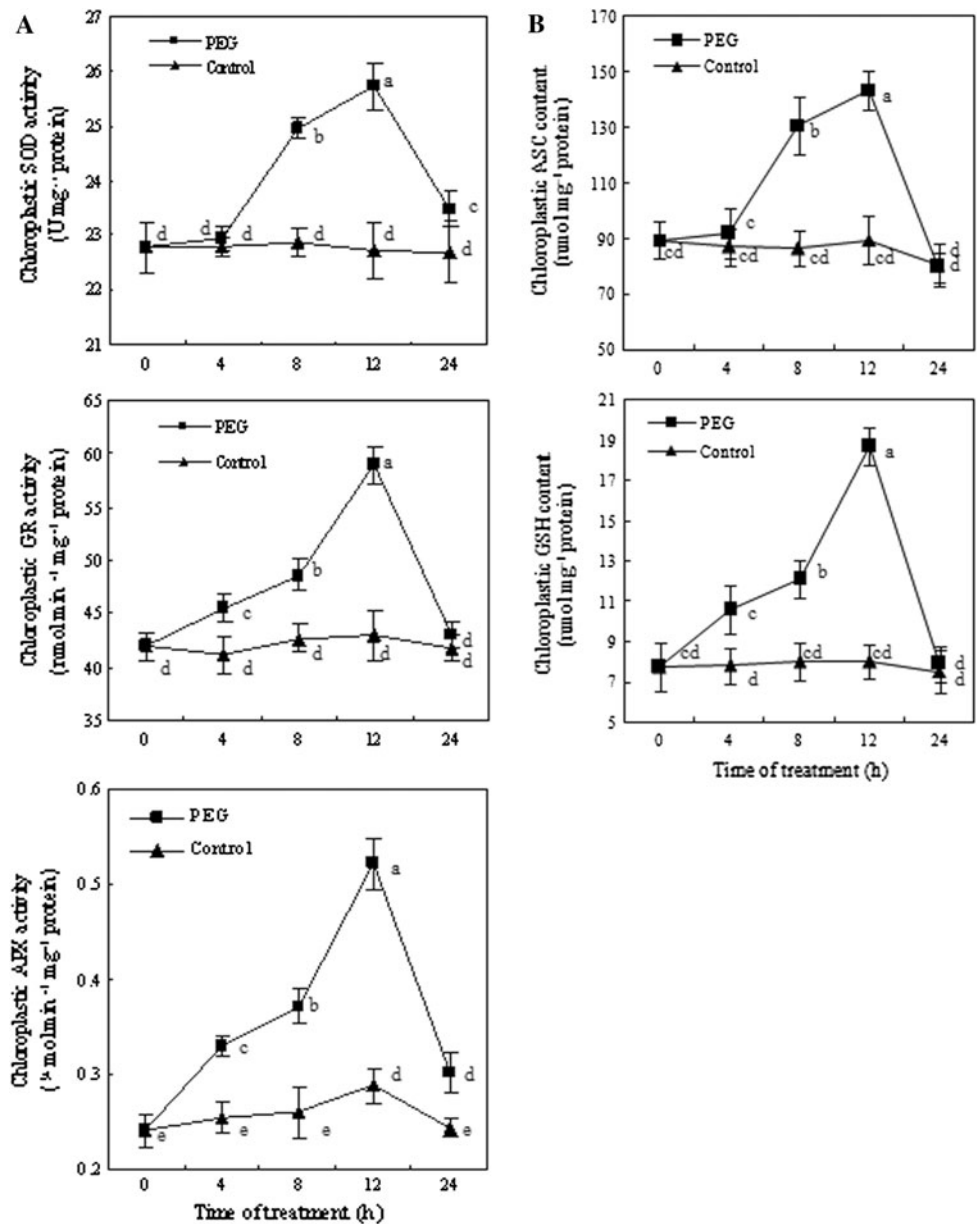 A
27
26
25
24
23
22
21
Chloroplstic SOD activity
(U mg⁻¹ protein)
PEG
Control
d
d
b
a
c
d
d
d
d
0
4
8
12
24
65
60
55
50
45
40
35
Chloroplastic GR activity
(nmol min⁻¹ mg⁻¹ protein)
PEG
Control
d
c
b
a
d
d
d
d
d
0
4
8
12
24
0.6
0.5
0.4
0.3
0.2
Chloroplastic APX activity
(¼ mol min⁻¹ mg⁻¹ protein)
PEG
Control
e
c
b
a
d
e
e
d
e
0
4
8
12
24
Time of treatment (h)
B
170
150
130
110
90
70
50
Chloroplastic ASC content
(nmol mg⁻¹ protein)
PEG
Control
cd
c
b
a
d
cd
cd
cd
d
0
4
8
12
24
21
19
17
15
13
11
9
7
5
Chloroplastic GSH content
(nmol mg⁻¹ protein)
PEG
Control
cd
c
b
a
d
d
cd
cd
d
0
4
8
12
24
Time of treatment (h)